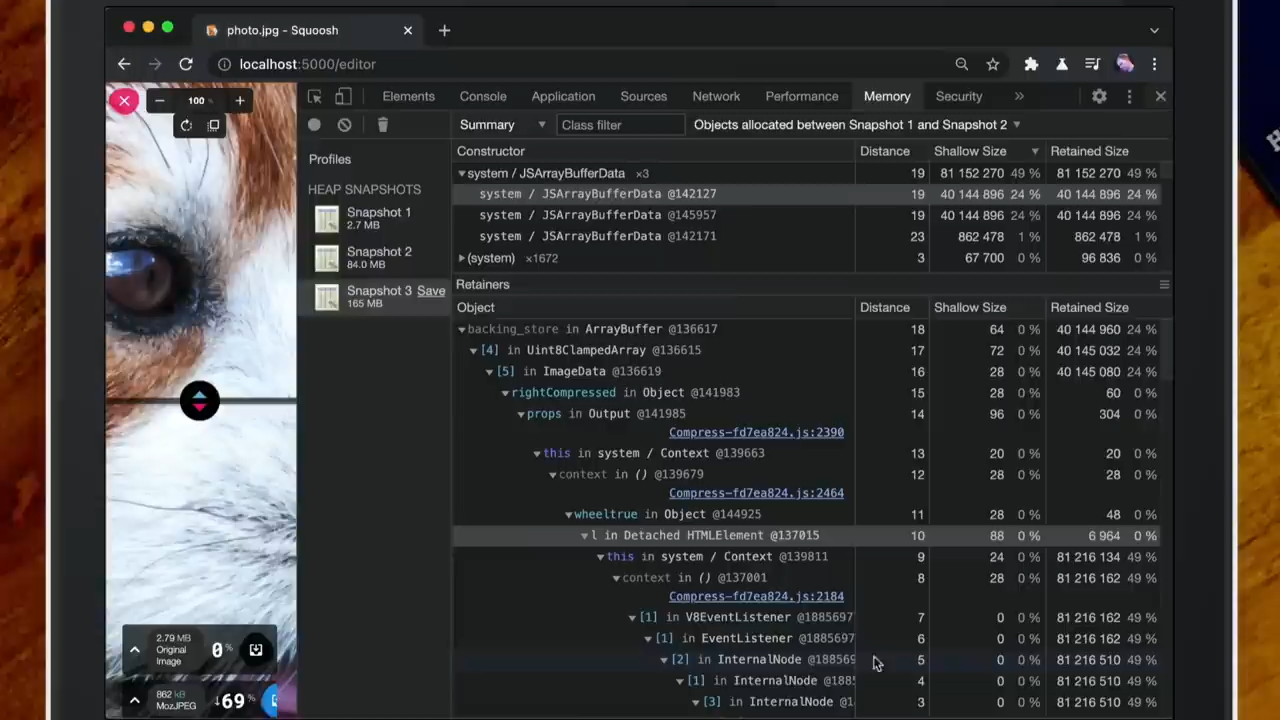 photo.jpg - Squoosh
localhost:5000/editor
100 %
Elements Console Application Sources Network Performance Memory Security
Summary Class filter Objects allocated between Snapshot 1 and Snapshot 2
Profiles
HEAP SNAPSHOTS
Snapshot 1
2.7 MB
Snapshot 2
84.0 MB
Snapshot 3 Save
165 MB
Constructor Distance Shallow Size Retained Size
system / JSArrayBufferData ×3 19 81 152 270 49 % 81 152 270 49 %
system / JSArrayBufferData @142127 19 40 144 896 24 % 40 144 896 24 %
system / JSArrayBufferData @145957 19 40 144 896 24 % 40 144 896 24 %
system / JSArrayBufferData @142171 23 862 478 1 % 862 478 1 %
(system) ×1672 3 67 700 0 % 96 836 0 %
Retainers
Object Distance Shallow Size Retained Size
backing_store in ArrayBuffer @136617 18 64 0 % 40 144 960 24 %
[4] in Uint8ClampedArray @136615 17 72 0 % 40 145 032 24 %
[5] in ImageData @136619 16 28 0 % 40 145 080 24 %
rightCompressed in Object @141983 15 28 0 % 60 0 %
props in Output @141985 14 96 0 % 304 0 %
Compress-fd7ea824.js:2390
this in system / Context @139663 13 20 0 % 20 0 %
context in () @139679 12 28 0 % 28 0 %
Compress-fd7ea824.js:2464
wheeltrue in Object @144925 11 28 0 % 48 0 %
l in Detached HTMLElement @137015 10 88 0 % 6 964 0 %
this in system / Context @139811 9 24 0 % 81 216 134 49 %
context in () @137001 8 28 0 % 81 216 162 49 %
Compress-fd7ea824.js:2184
[1] in V8EventListener @1885697 7 0 0 % 81 216 162 49 %
[1] in EventListener @1885697 6 0 0 % 81 216 162 49 %
[2] in InternalNode @188569 5 0 0 % 81 216 510 49 %
[1] in InternalNode @188 4 0 0 % 81 216 510 49 %
[3] in InternalNode @1 3 0 0 % 81 216 510 49 %
2.79 MB
Original
Image
0 %
862 kB
MozJPEG
↓69 %